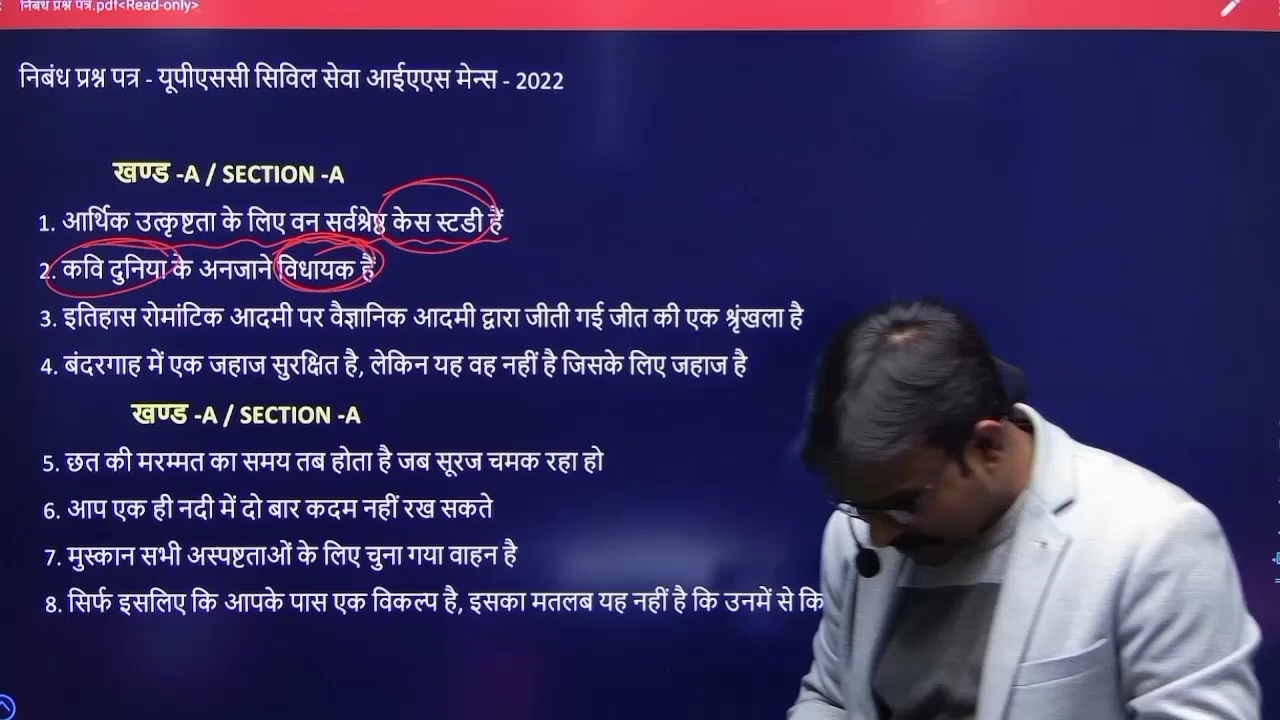 निबंध प्रश्न पत्र.pdf<Read-only>
निबंध प्रश्न पत्र - यूपीएससी सिविल सेवा आईएएस मेन्स - 2022
खण्ड -A / SECTION -A
1. आर्थिक उत्कृष्टता के लिए वन सर्वश्रेष्ठ केस स्टडी हैं
2. कवि दुनिया के अनजाने विधायक हैं
3. इतिहास रोमांटिक आदमी पर वैज्ञानिक आदमी द्वारा जीती गई जीत की एक श्रृंखला है
4. बंदरगाह में एक जहाज सुरक्षित है, लेकिन यह वह नहीं है जिसके लिए जहाज है
खण्ड -A / SECTION -A
5. छत की मरम्मत का समय तब होता है जब सूरज चमक रहा हो
6. आप एक ही नदी में दो बार कदम नहीं रख सकते
7. मुस्कान सभी अस्पष्टताओं के लिए चुना गया वाहन है
8. सिर्फ इसलिए कि आपके पास एक विकल्प है, इसका मतलब यह नहीं है कि उनमें से